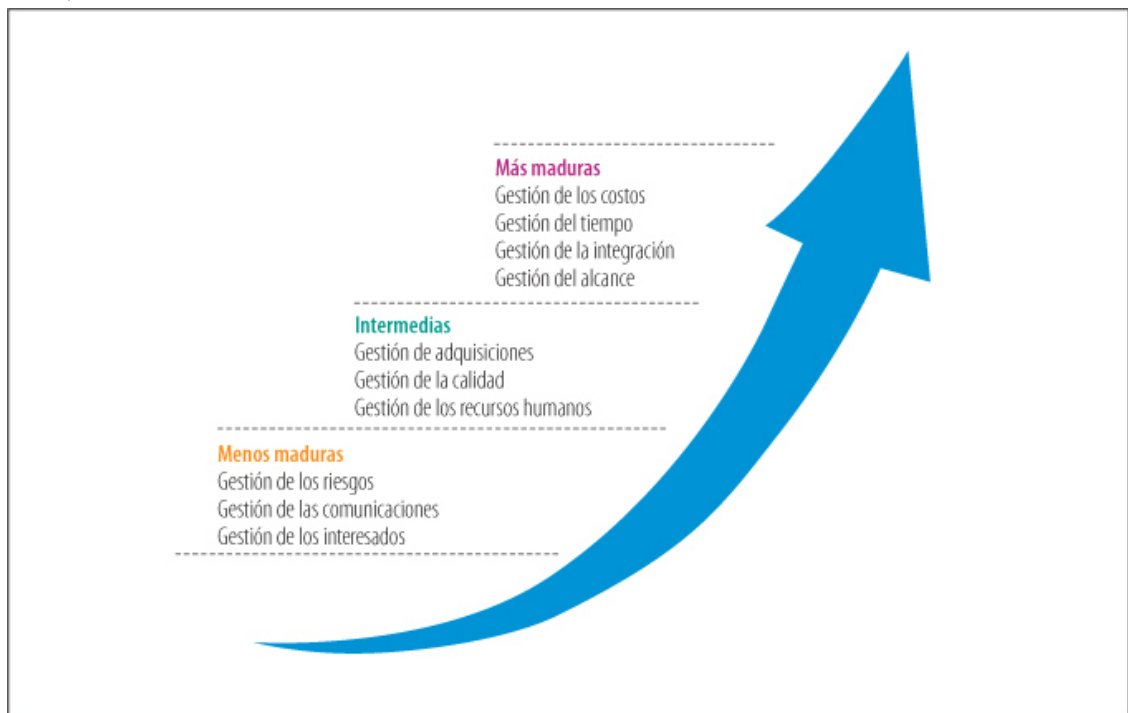 Más maduras
Gestión de los costos
Gestión del tiempo
Gestión de la integración
Gestión del alcance
Intermedias
Gestión de adquisiciones
Gestión de la calidad
Gestión de los recursos humanos
Menos maduras
Gestión de los riesgos
Gestión de las comunicaciones
Gestión de los interesados